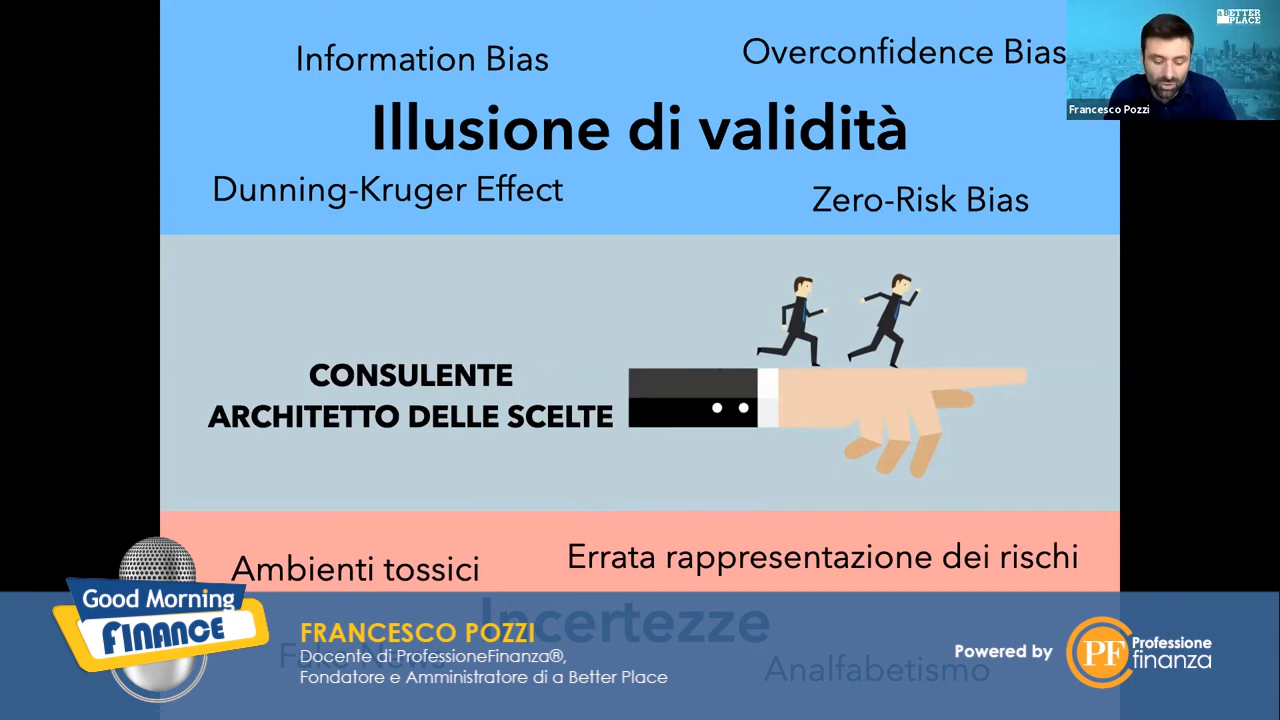 Information Bias
Overconfidence Bias
A BETTER
PLACE
Francesco Pozzi
Illusione di validità
Dunning-Kruger Effect
Zero-Risk Bias
CONSULENTE
ARCHITETTO DELLE SCELTE
Ambienti tossici
Errata rappresentazione dei rischi
Incertezze
Fake News
Analfabetismo
Good Morning
FINANCE
FRANCESCO POZZI
Docente di ProfessioneFinanza®,
Fondatore e Amministratore di a Better Place
Powered by
PF
Professione
finanza